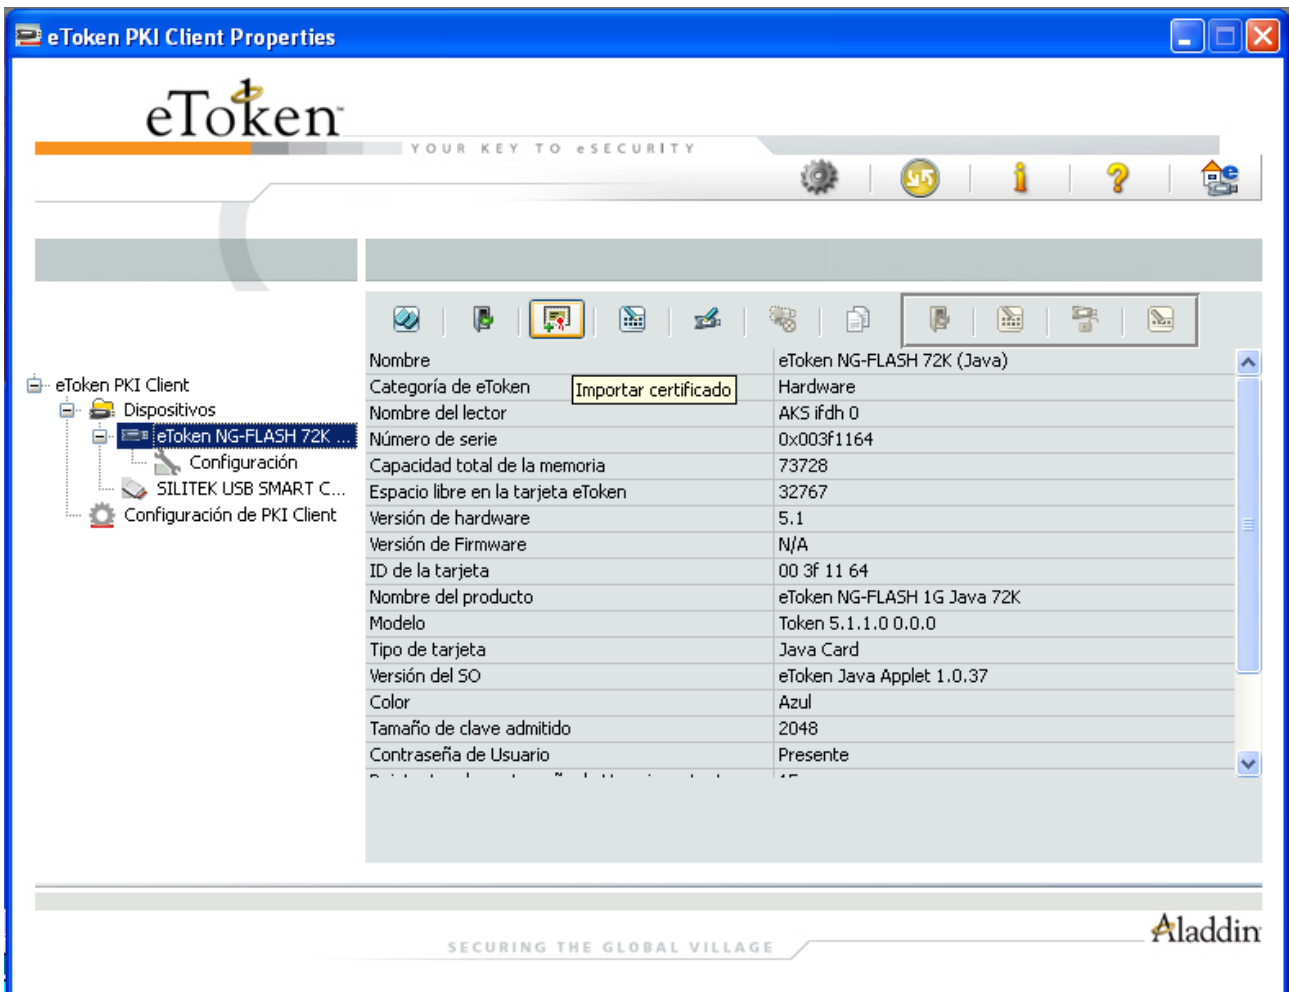 eToken PKI Client Properties
eToken™
YOUR KEY TO eSECURITY
Nombre eToken NG-FLASH 72K (Java)
Categoría de eToken Importar certificado Hardware
Nombre del lector AKS ifdh 0
Número de serie 0x003f1164
Capacidad total de la memoria 73728
Espacio libre en la tarjeta eToken 32767
Versión de hardware 5.1
Versión de Firmware N/A
ID de la tarjeta 00 3f 11 64
Nombre del producto eToken NG-FLASH 1G Java 72K
Modelo Token 5.1.1.0 0.0.0
Tipo de tarjeta Java Card
Versión del SO eToken Java Applet 1.0.37
Color Azul
Tamaño de clave admitido 2048
Contraseña de Usuario Presente
eToken PKI Client
Dispositivos
eToken NG-FLASH 72K ...
Configuración
SILITEK USB SMART C...
Configuración de PKI Client
Aladdin
SECURING THE GLOBAL VILLAGE